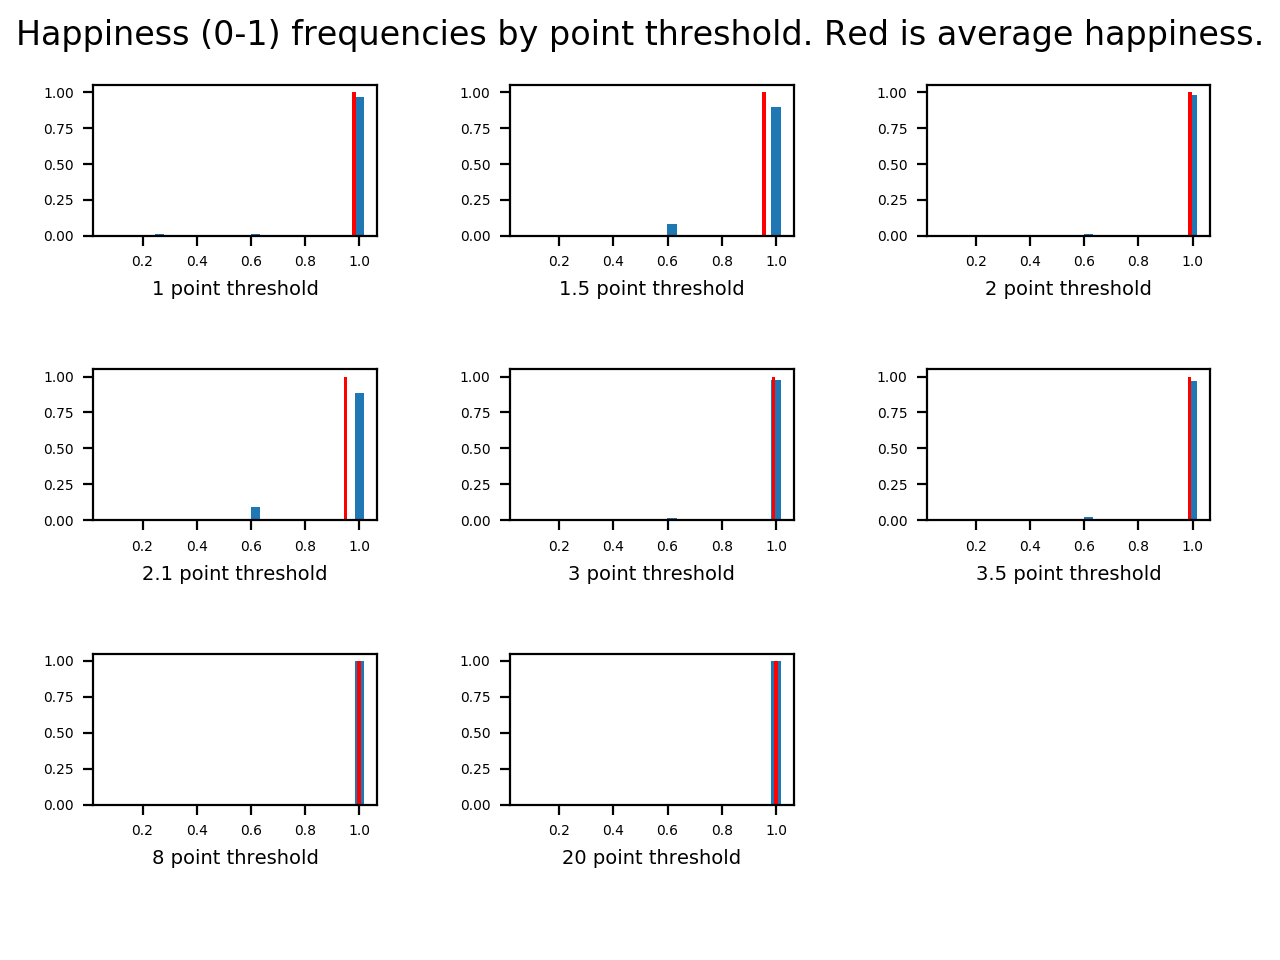 Happiness (0-1) frequencies by point threshold. Red is average happiness.
1.00 1.00 1.00
0.75 0.75 0.75
0.50 0.50 0.50
0.25 0.25 0.25
0.00 0.00 0.00
0.2 0.4 0.6 0.8 1.0 0.2 0.4 0.6 0.8 1.0 0.2 0.4 0.6 0.8 1.0
1 point threshold 1.5 point threshold 2 point threshold
1.00 1.00 1.00
0.75 0.75 0.75
0.50 0.50 0.50
0.25 0.25 0.25
0.00 0.00 0.00
0.2 0.4 0.6 0.8 1.0 0.2 0.4 0.6 0.8 1.0 0.2 0.4 0.6 0.8 1.0
2.1 point threshold 3 point threshold 3.5 point threshold
1.00 1.00
0.75 0.75
0.50 0.50
0.25 0.25
0.00 0.00
0.2 0.4 0.6 0.8 1.0 0.2 0.4 0.6 0.8 1.0
8 point threshold 20 point threshold